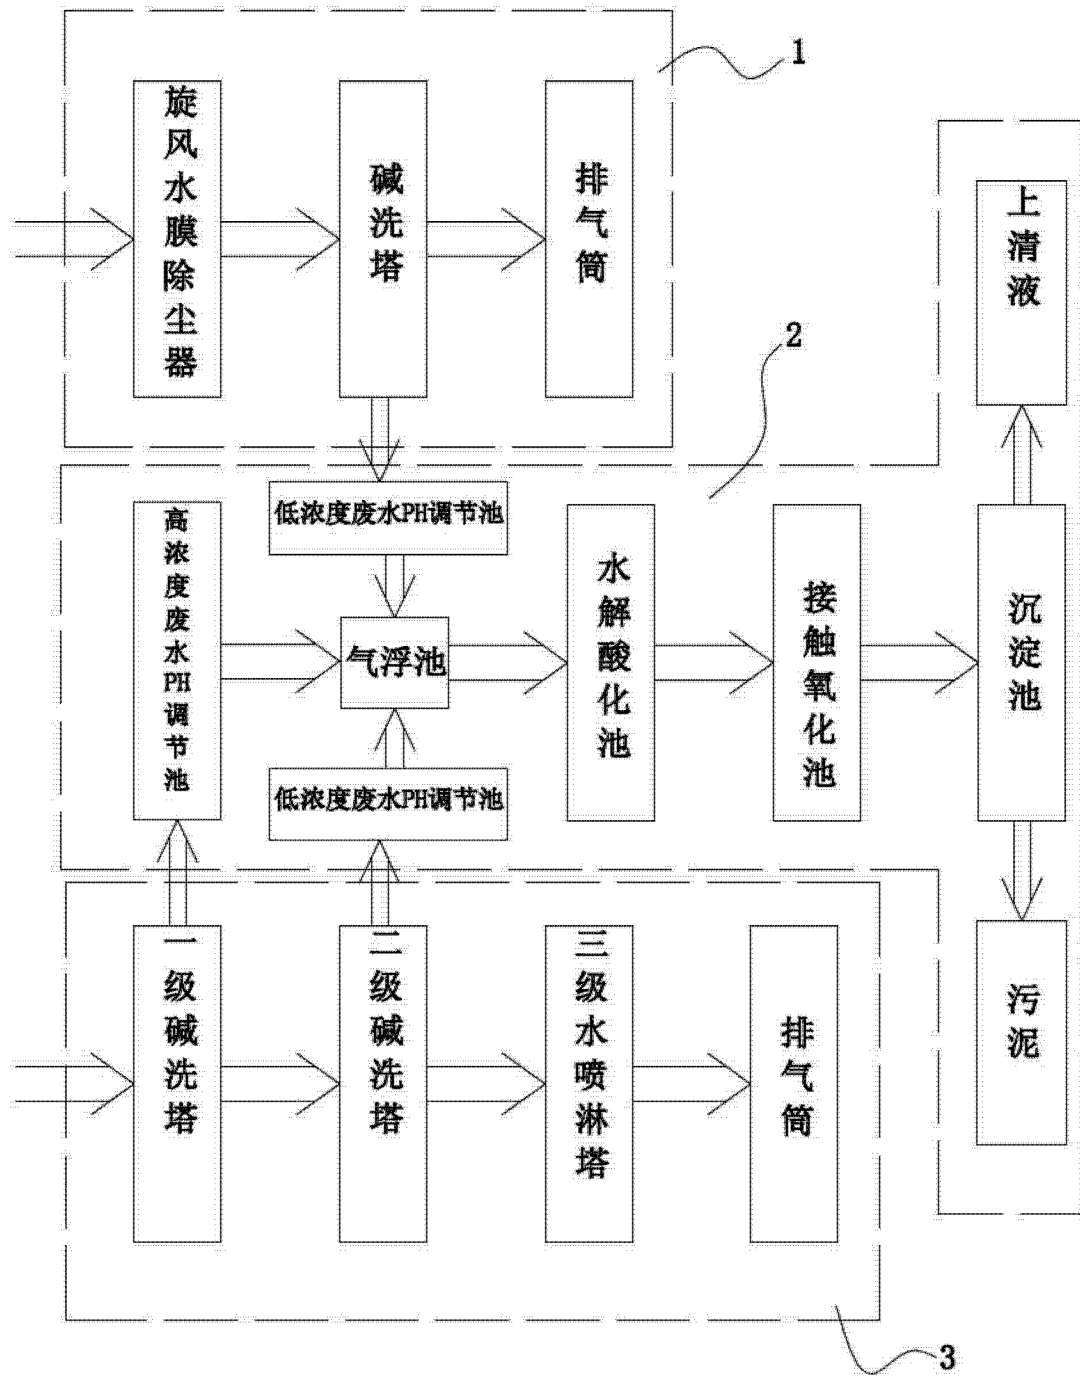 1
旋风水膜除尘器
碱洗塔
排气筒
上清液
2
高浓度废水PH调节池
低浓度废水PH调节池
气浮池
低浓度废水PH调节池
水解酸化池
接触氧化池
沉淀池
污泥
一级碱洗塔
二级碱洗塔
三级水喷淋塔
排气筒
3